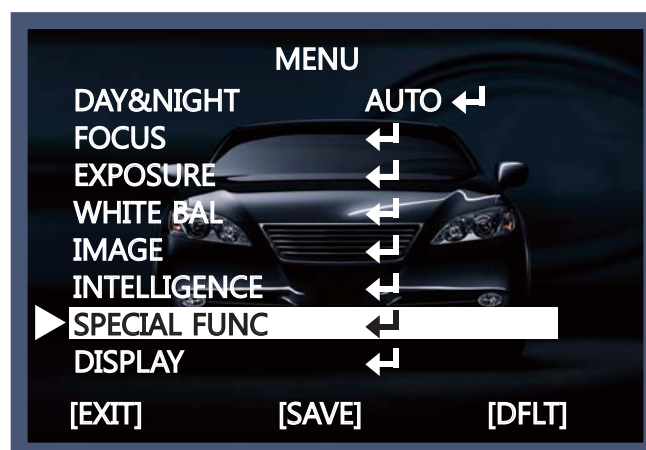 MENU
DAY&NIGHT AUTO ↵
FOCUS ↵
EXPOSURE ↵
WHITE BAL ↵
IMAGE ↵
INTELLIGENCE ↵
SPECIAL FUNC ↵
DISPLAY ↵
[EXIT] [SAVE] [DFLT]